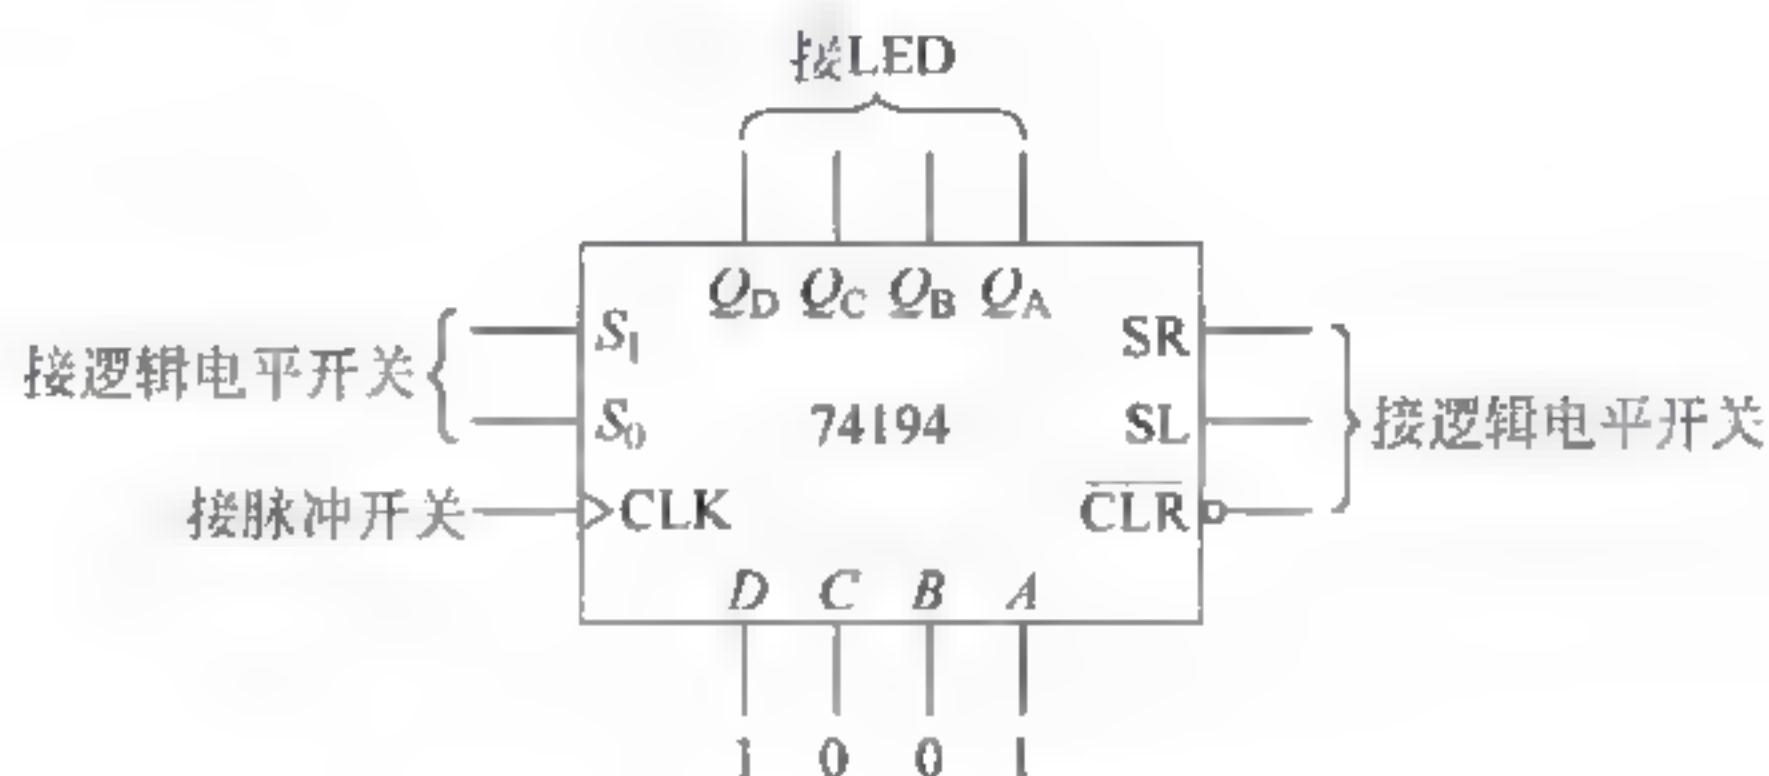 接LED
Q_D Q_C Q_B Q_A
S_1
SR
接逻辑电平开关
S_0
74194
SL
接逻辑电平开关
接脉冲开关
CLK
C̅L̅R̅
D C B A
1 0 0 1